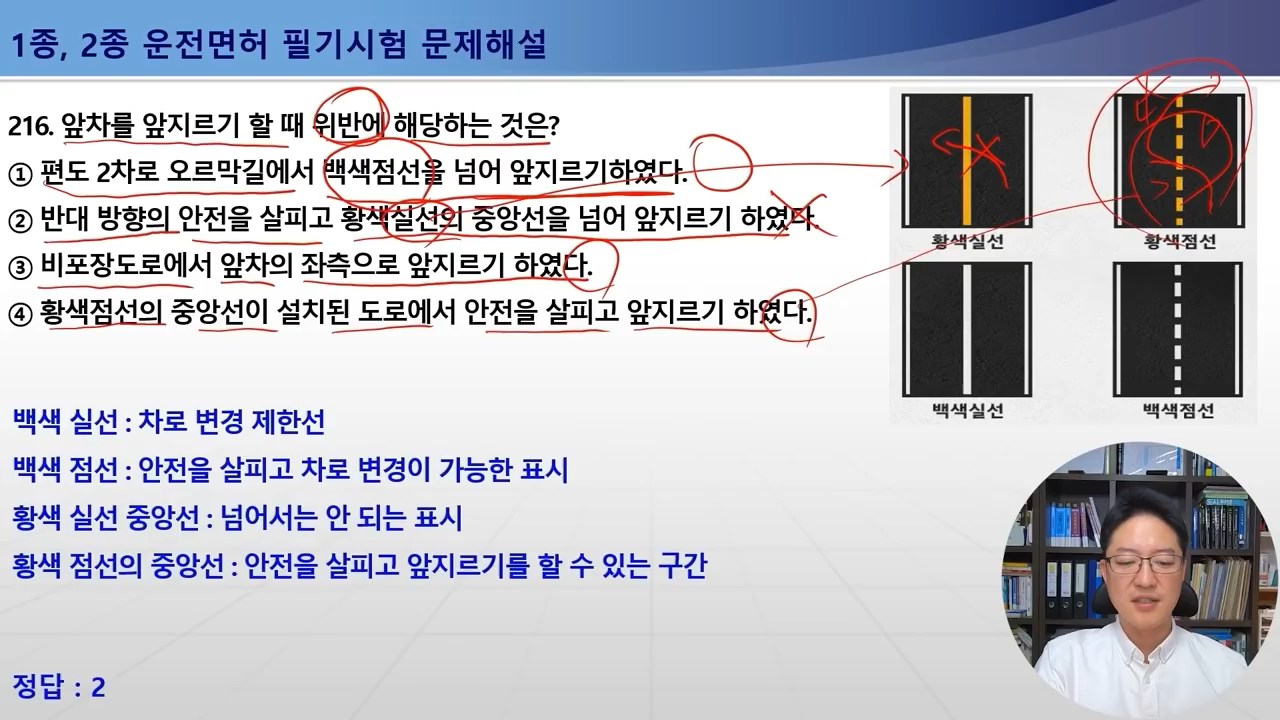 1종, 2종 운전면허 필기시험 문제해설
216. 앞차를 앞지르기 할 때 위반에 해당하는 것은?
① 편도 2차로 오르막길에서 백색점선을 넘어 앞지르기하였다.
② 반대 방향의 안전을 살피고 황색실선의 중앙선을 넘어 앞지르기 하였다.
③ 비포장도로에서 앞차의 좌측으로 앞지르기 하였다.
④ 황색점선의 중앙선이 설치된 도로에서 안전을 살피고 앞지르기 하였다.
황색실선
황색점선
백색실선
백색점선
백색 실선 : 차로 변경 제한선
백색 점선 : 안전을 살피고 차로 변경이 가능한 표시
황색 실선 중앙선 : 넘어서는 안 되는 표시
황색 점선의 중앙선 : 안전을 살피고 앞지르기를 할 수 있는 구간
정답 : 2